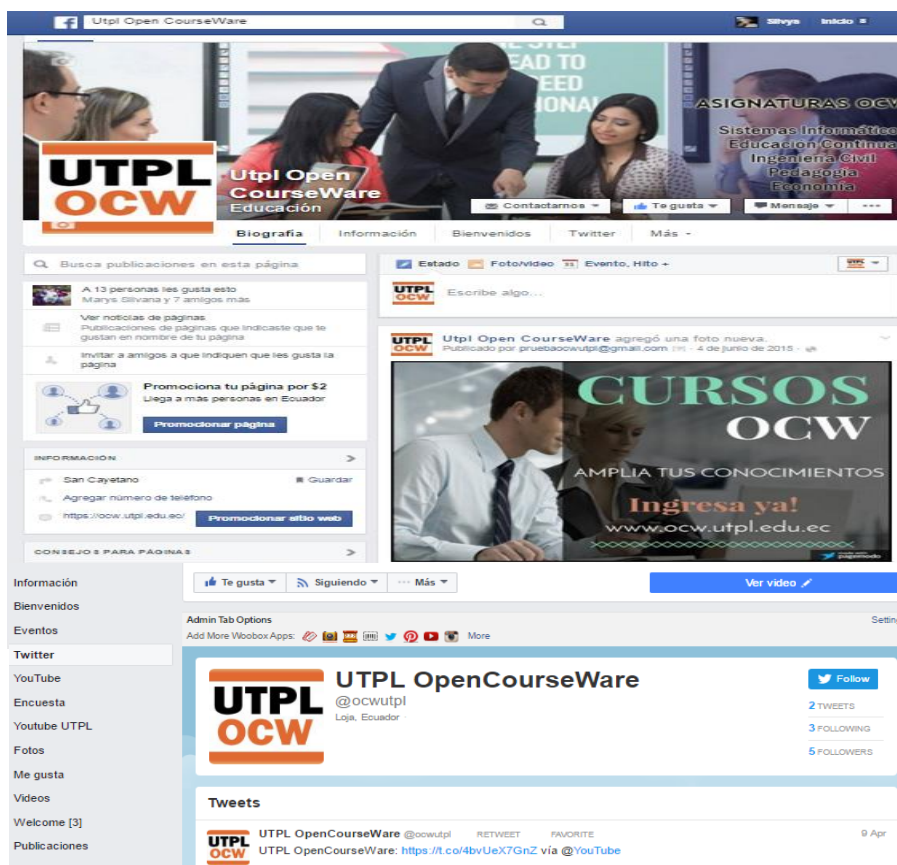 Utpl Open CourseWare
Silvya Inicio
ASIGNATURAS OCW
Sistemas Informático
Educación Continua
Ingeniería Civil
Pedagogía
Economía
UTPL
OCW
Utpl Open
CourseWare
Educación
Contactarnos
Te gusta
Mensaje
Biografía
Información
Bienvenidos
Twitter
Más
Busca publicaciones en esta página
A 13 personas les gusta esto
Marys Silvana y 7 amigos más
Ver noticias de páginas
Publicaciones de páginas que indicaste que te
gustan en nombre de tu página
Invitar a amigos a que indiquen que les gusta la
página
Promociona tu página por $2
Llega a más personas en Ecuador
Promocionar página
INFORMACIÓN
San Cayetano
Guardar
Agregar número de teléfono
https://ocw.utpl.edu.ec/
Promocionar sitio web
CONSEJOS PARA PÁGINAS
Estado Foto/video Evento, Hito +
UTPL
OCW
Escribe algo...
UTPL
OCW
Utpl Open CourseWare agregó una foto nueva.
Publicado por pruebaocwutpl@gmail.com - 4 de junio de 2015 -
CURSOS
OCW
AMPLIA TUS CONOCIMIENTOS
Ingresa ya!
www.ocw.utpl.edu.ec
Información
Bienvenidos
Eventos
Twitter
YouTube
Encuesta
Youtube UTPL
Fotos
Me gusta
Videos
Welcome [3]
Publicaciones
Te gusta
Siguiendo
Más
Ver video
Admin Tab Options
Setting
Add More Woobox Apps:
More
UTPL
OCW
UTPL OpenCourseWare
@ocwutpl
Loja, Ecuador
Follow
2 TWEETS
3 FOLLOWING
5 FOLLOWERS
Tweets
UTPL
OCW
UTPL OpenCourseWare @ocwutpl RETWEET FAVORITE 9 Apr
UTPL OpenCourseWare: https://t.co/4bvUeX7GnZ vía @YouTube